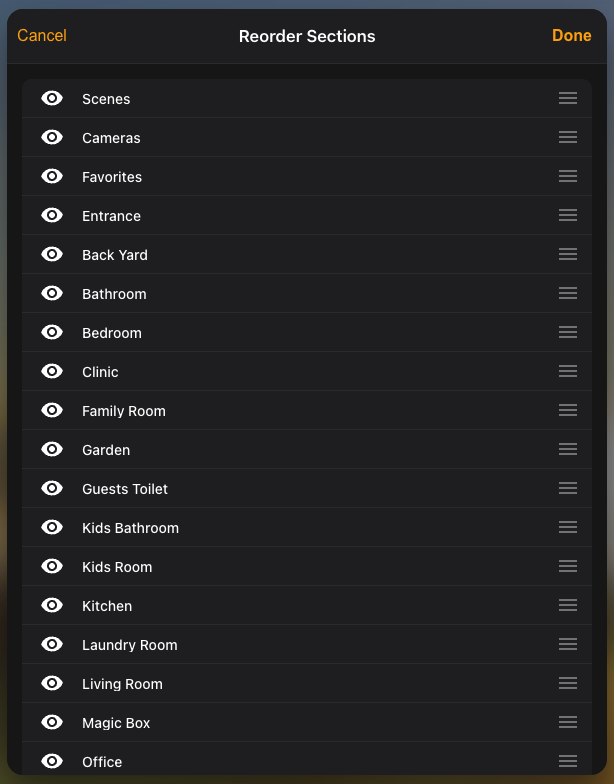 Cancel
Reorder Sections
Done
Scenes
Cameras
Favorites
Entrance
Back Yard
Bathroom
Bedroom
Clinic
Family Room
Garden
Guests Toilet
Kids Bathroom
Kids Room
Kitchen
Laundry Room
Living Room
Magic Box
Office